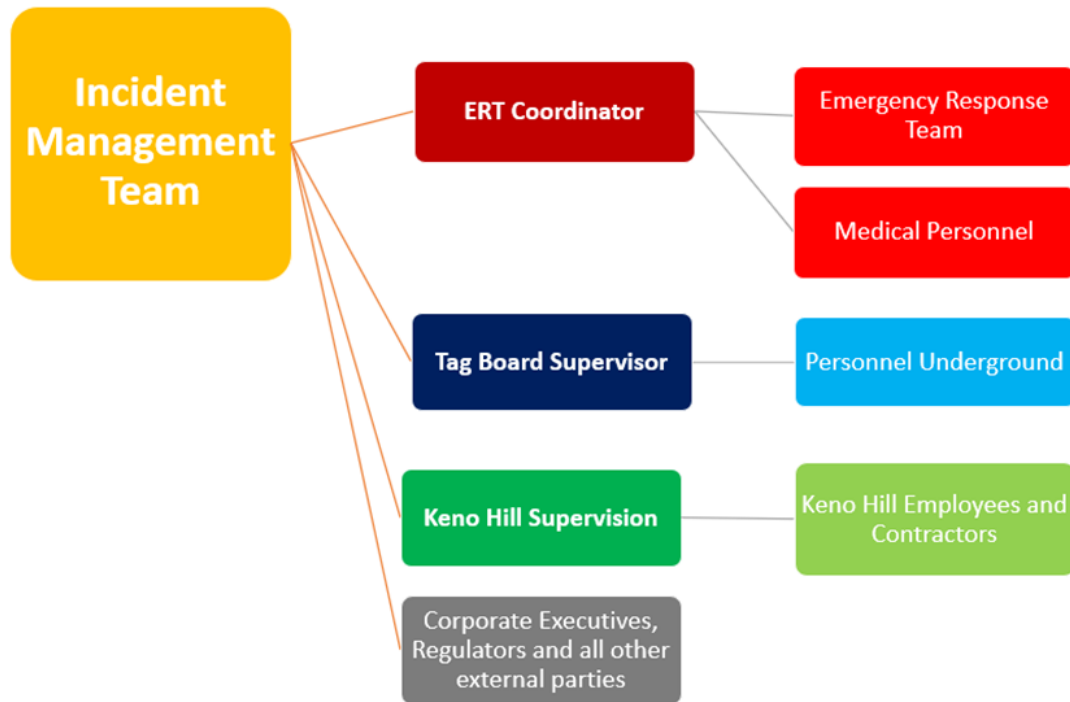 Incident
Management
Team
ERT Coordinator
Emergency Response
Team
Medical Personnel
Tag Board Supervisor
Personnel Underground
Keno Hill Supervision
Keno Hill Employees and
Contractors
Corporate Executives,
Regulators and all other
external parties